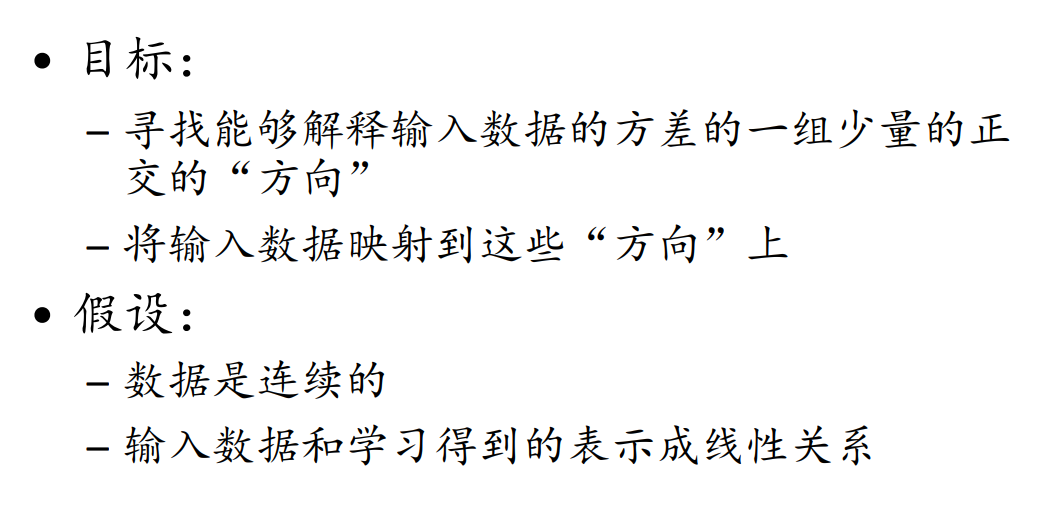 • 目标：
– 寻找能够解释输入数据的方差的一组少量的正
交的“方向”
– 将输入数据映射到这些“方向”上
• 假设：
– 数据是连续的
– 输入数据和学习得到的表示成线性关系